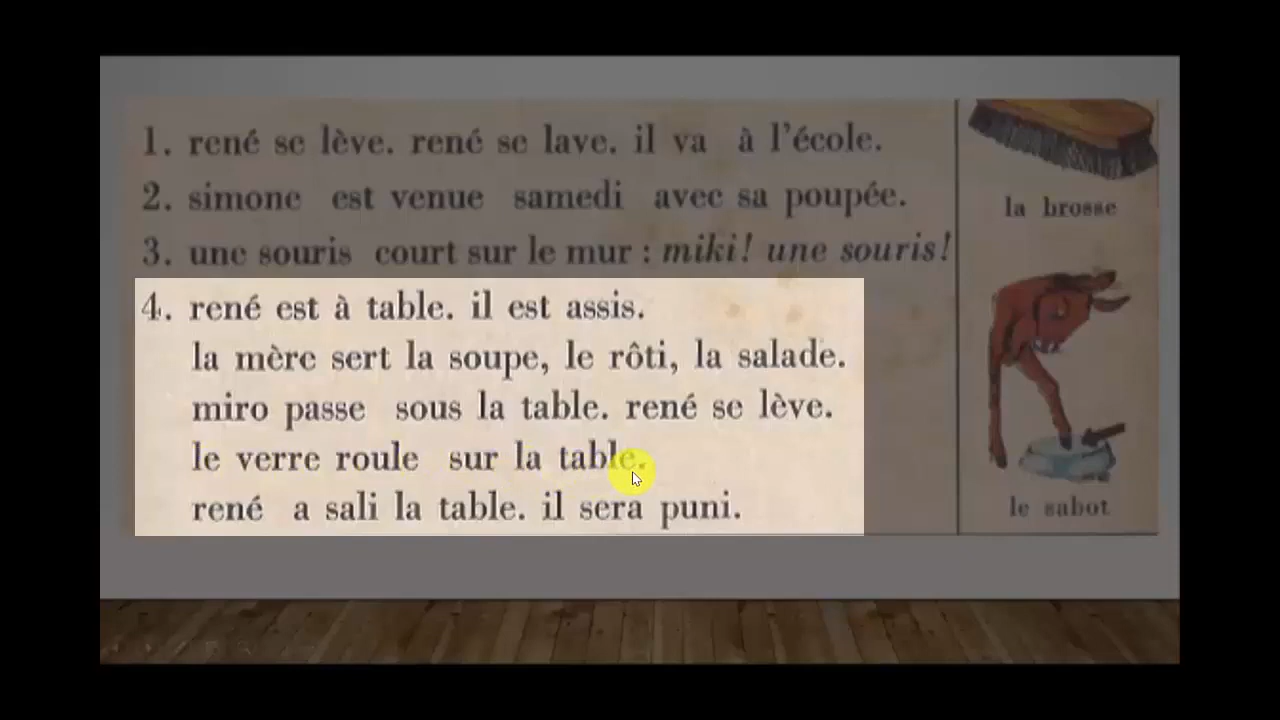 1. rené se lève. rené se lave. il va à l'école.
2. simone est venue samedi avec sa poupée.
3. une souris court sur le mur : miki! une souris!
4. rené est à table. il est assis.
la mère sert la soupe, le rôti, la salade.
miro passe sous la table. rené se lève.
le verre roule sur la table.
rené a sali la table. il sera puni.
la brosse
le sabot